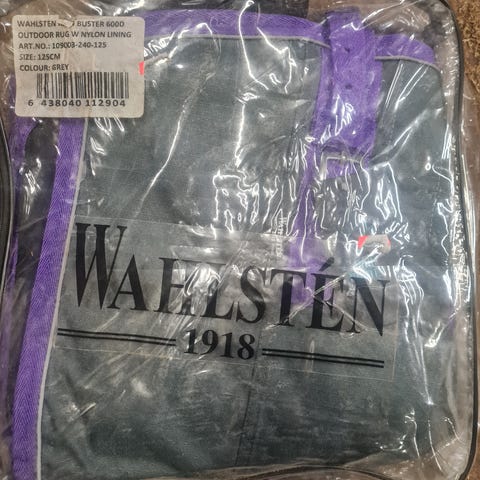 WAHLSTEN BUSTER 600D
OUTDOOR RUG W NYLON LINING
ART.NO.: 109003-240-125
SIZE: 125CM
COLOUR: GREY
6 438040 112904
WAHLSTÉN
1918